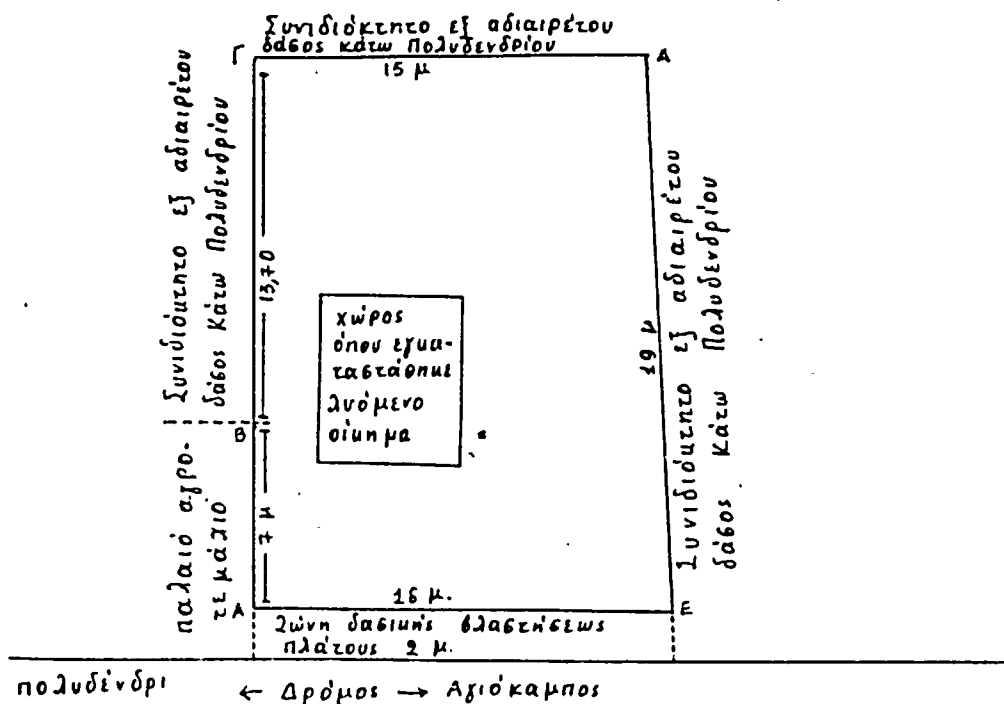 Συνιδιόκτητο εξ αδιαιρέτου
δάσος κάτω Πολυδενδρίου
Γ
Δ
15 μ
Συνιδιόκτητο εξ αδιαιρέτου
δάσος Κάτω Πολυδενδρίου
13,70
χώρος
όπου εγκα-
ταστάθηκε
λυόμενο
οίκημα
19 μ
Συνιδιόκτητο εξ αδιαιρέτου
δάσος Κάτω Πολυδενδρίου
Β
παλαιό αγρο-
τεμάχιο
7 μ
Α
16 μ.
Ε
Ζώνη δασικής βλαστήσεως
πλάτους 2 μ.
πολυδένδρι ← Δρόμος → Αγιόκαμπος